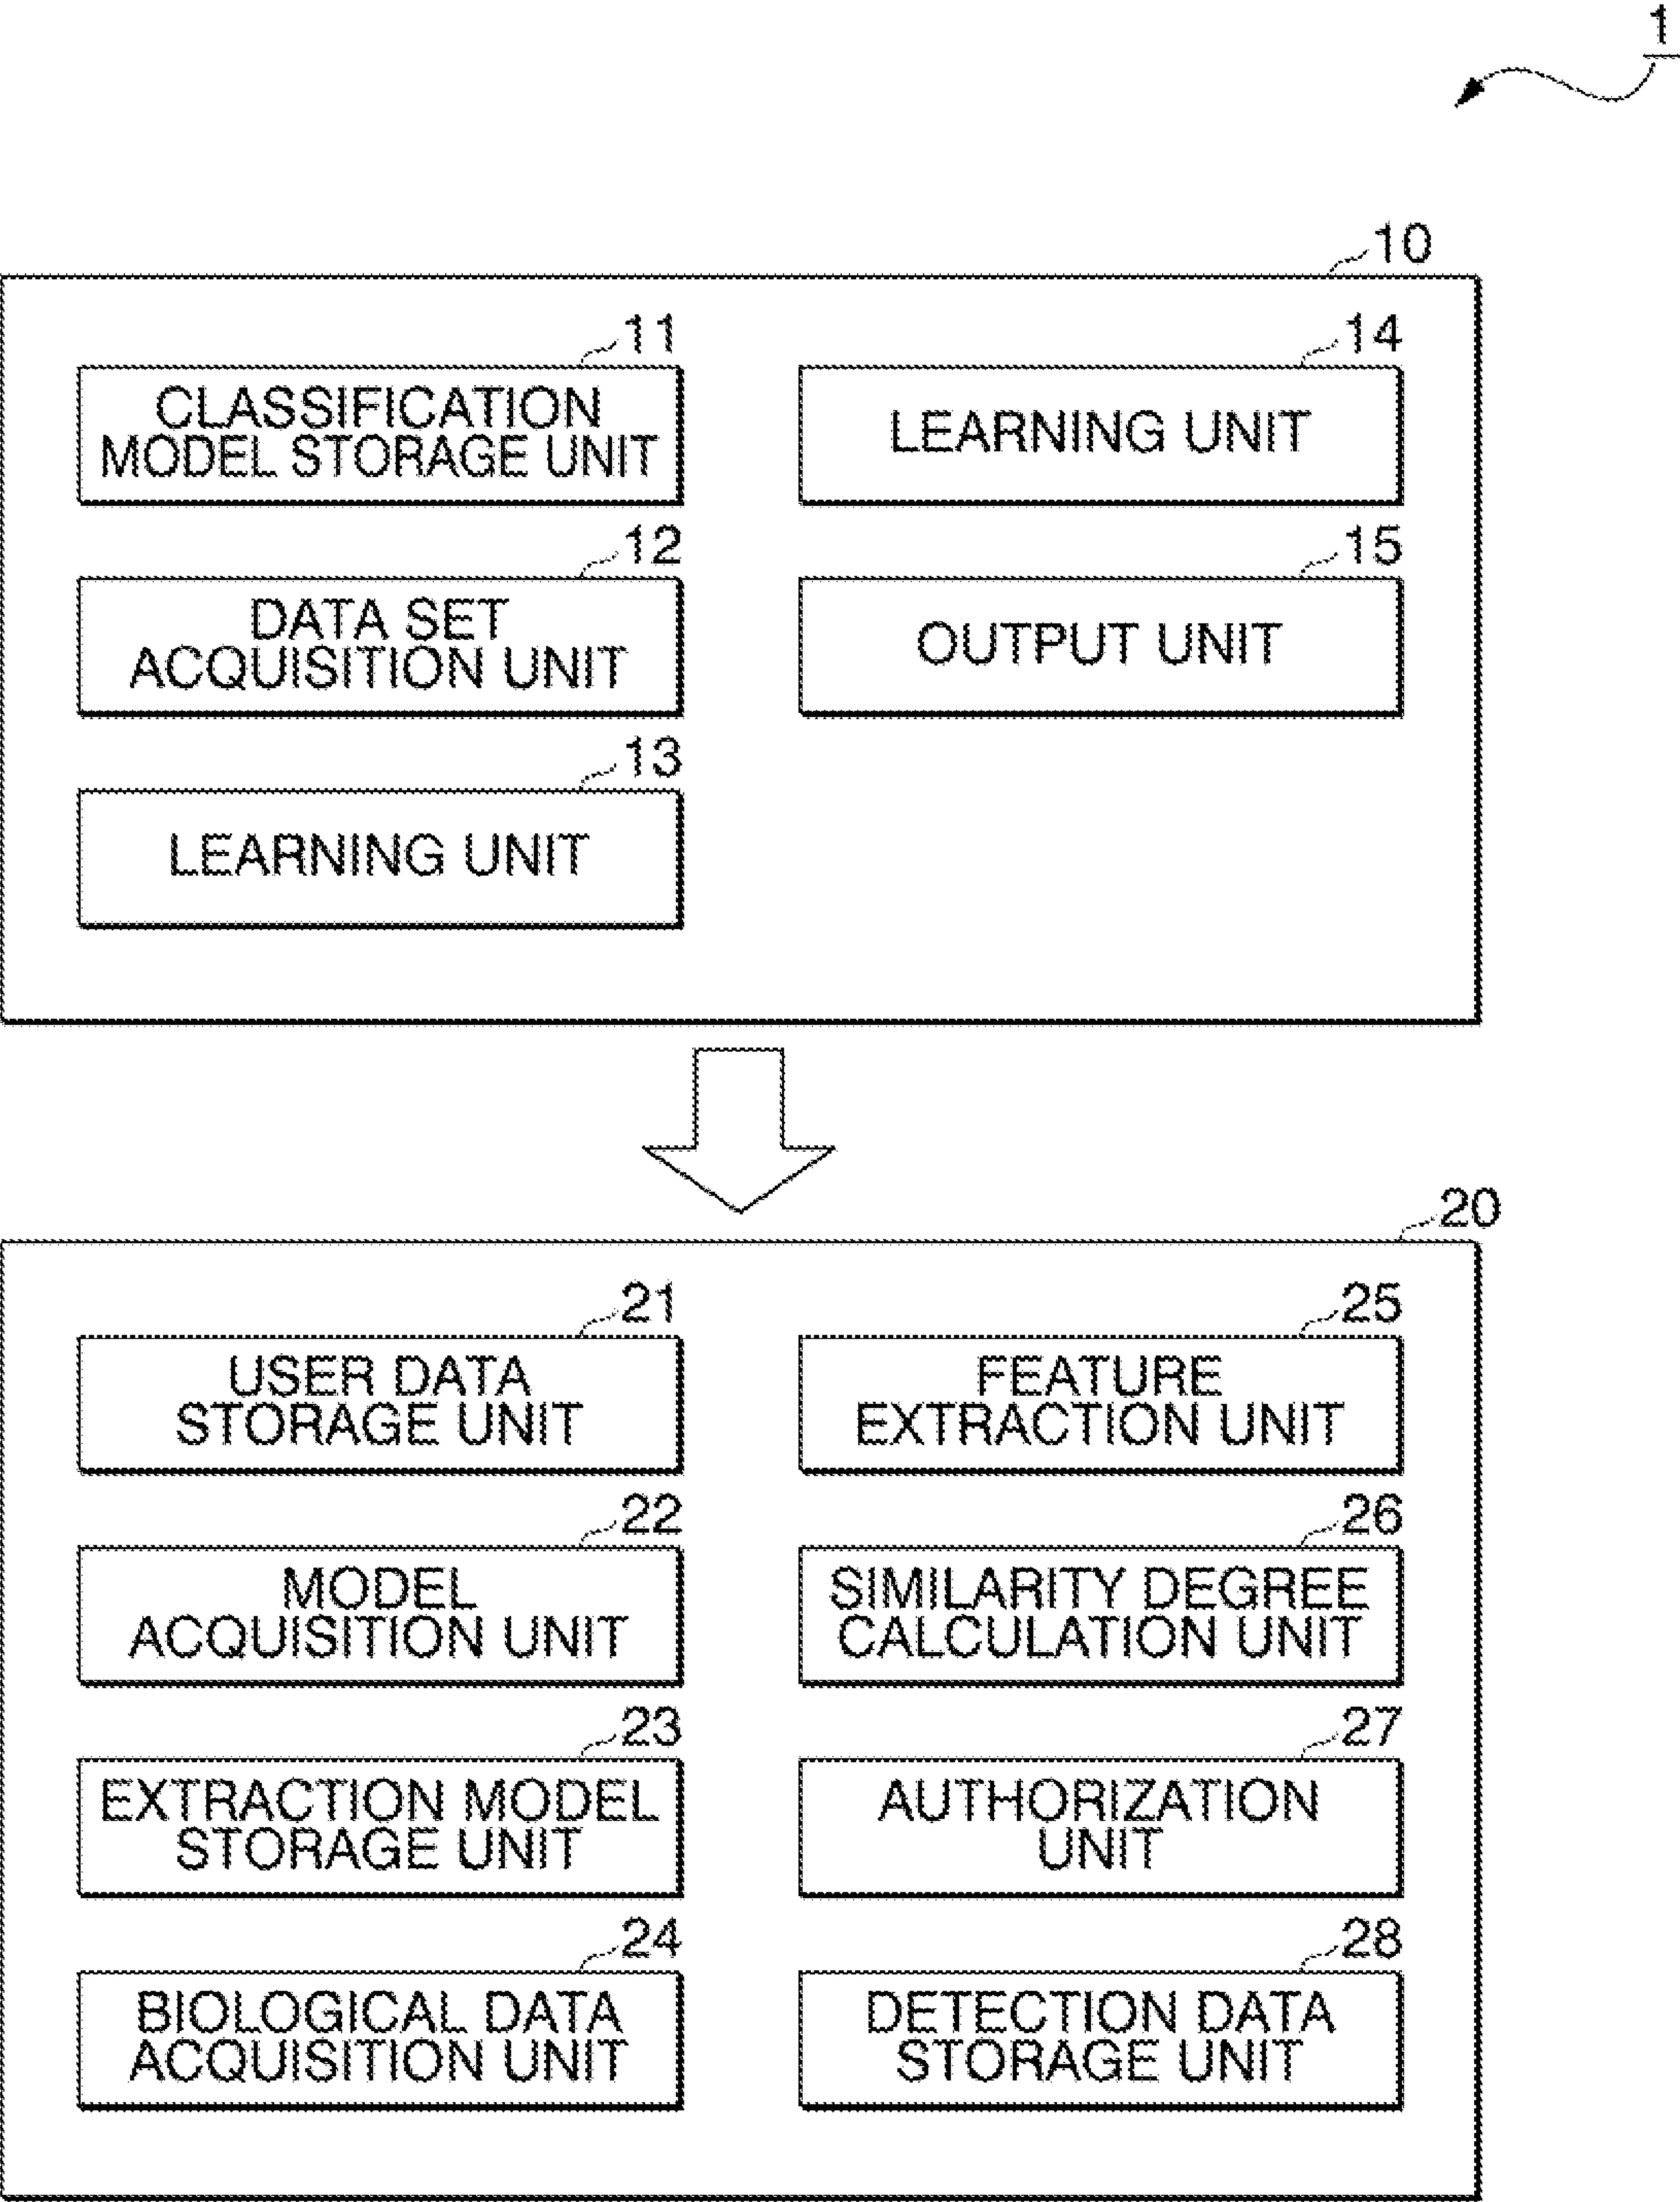 1
10
11
CLASSIFICATION
MODEL STORAGE UNIT
12
DATA SET
ACQUISITION UNIT
13
LEARNING UNIT
14
LEARNING UNIT
15
OUTPUT UNIT
20
21
USER DATA
STORAGE UNIT
22
MODEL
ACQUISITION UNIT
23
EXTRACTION MODEL
STORAGE UNIT
24
BIOLOGICAL DATA
ACQUISITION UNIT
25
FEATURE
EXTRACTION UNIT
26
SIMILARITY DEGREE
CALCULATION UNIT
27
AUTHORIZATION
UNIT
28
DETECTION DATA
STORAGE UNIT